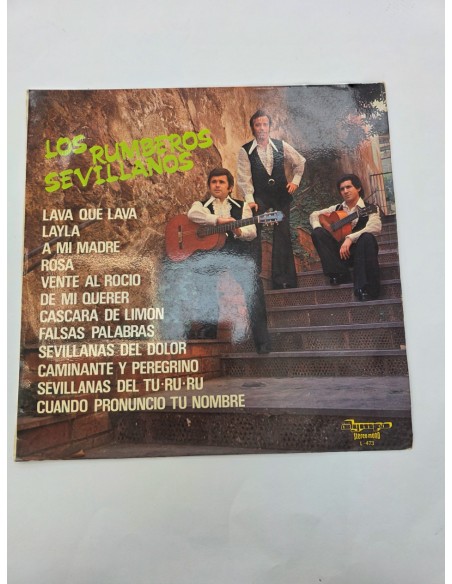 LOS RUMBEROS
SEVILLANOS
LAVA QUE LAVA
LAYLA
A MI MADRE
ROSA
VENTE AL ROCIO
DE MI QUERER
CASCARA DE LIMON
FALSAS PALABRAS
SEVILLANAS DEL DOLOR
CAMINANTE Y PEREGRINO
SEVILLANAS DEL TU-RU-RU
CUANDO PRONUNCIO TU NOMBRE
L-473